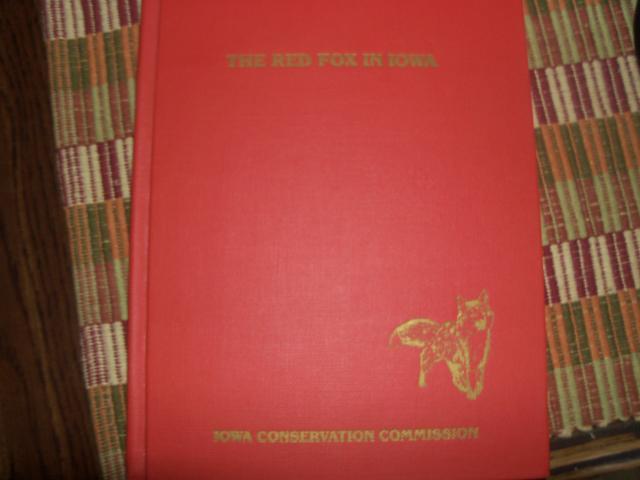 THE RED FOX IN IOWA
IOWA CONSERVATION COMMISSION